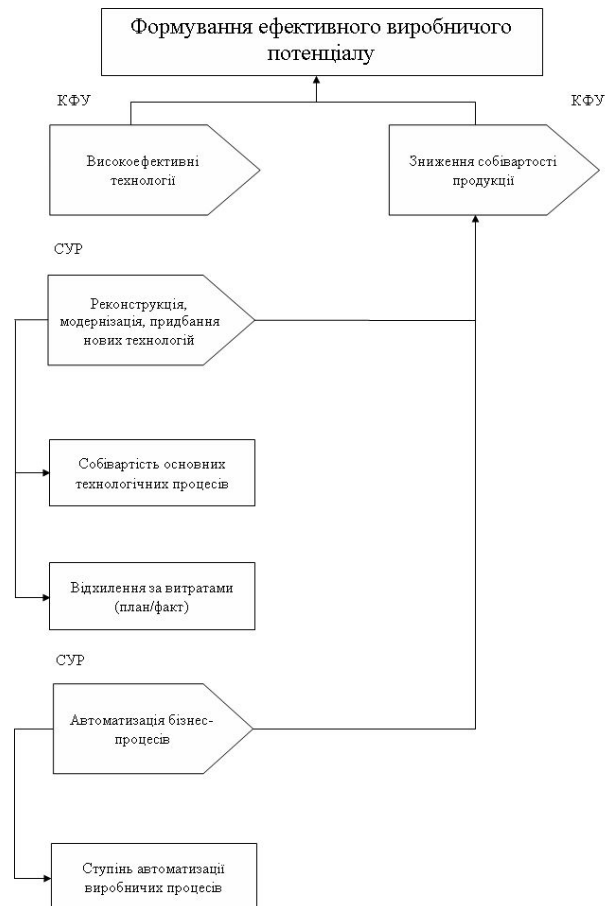 Формування ефективного виробничого
потенціалу
КФУ
КФУ
Високоефективні
технології
Зниження собівартості
продукції
СУР
Реконструкція,
модернізація, придбання
нових технологій
Собівартість основних
технологічних процесів
Відхилення за витратами
(план/факт)
СУР
Автоматизація бізнес-
процесів
Ступінь автоматизації
виробничих процесів